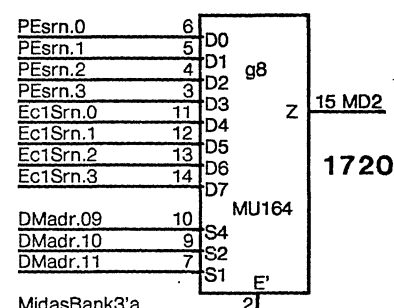 PEsrn.0 6 D0
PEsrn.1 5 D1
PEsrn.2 4 D2
PEsrn.3 3 D3
Ec1Srn.0 11 D4
Ec1Srn.1 12 D5
Ec1Srn.2 13 D6
Ec1Srn.3 14 D7
g8
Z 15 MD2
1720
MU164
DMadr.09 10 S4
DMadr.10 9 S2
DMadr.11 7 S1
E'
MidasBank3'a 2